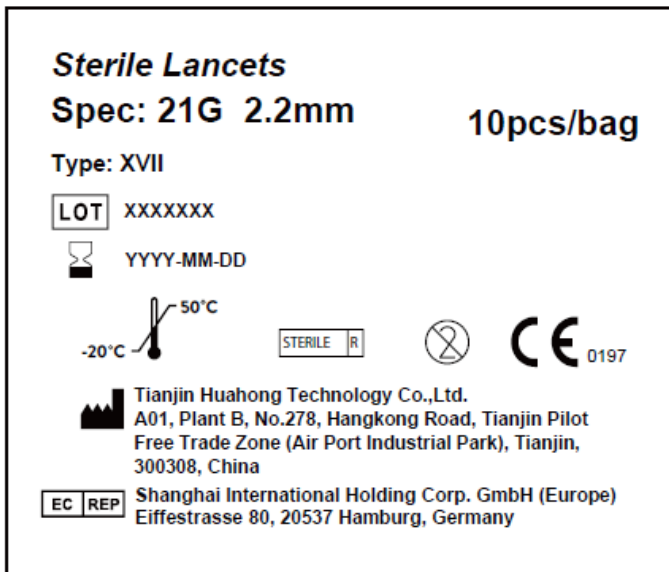 Sterile Lancets
Spec: 21G 2.2mm
10pcs/bag
Type: XVII
LOT XXXXXXX
YYYY-MM-DD
50°C
-20°C
STERILE R
2
CE 0197
Tianjin Huahong Technology Co.,Ltd.
A01, Plant B, No.278, Hangkong Road, Tianjin Pilot
Free Trade Zone (Air Port Industrial Park), Tianjin,
300308, China
EC REP Shanghai International Holding Corp. GmbH (Europe)
Eiffestrasse 80, 20537 Hamburg, Germany